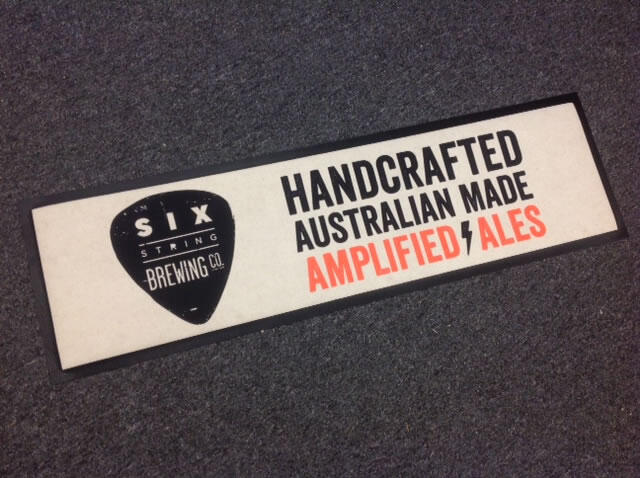 SIX
STRING
BREWING CO.
HANDCRAFTED
AUSTRALIAN MADE
AMPLIFIED ALES